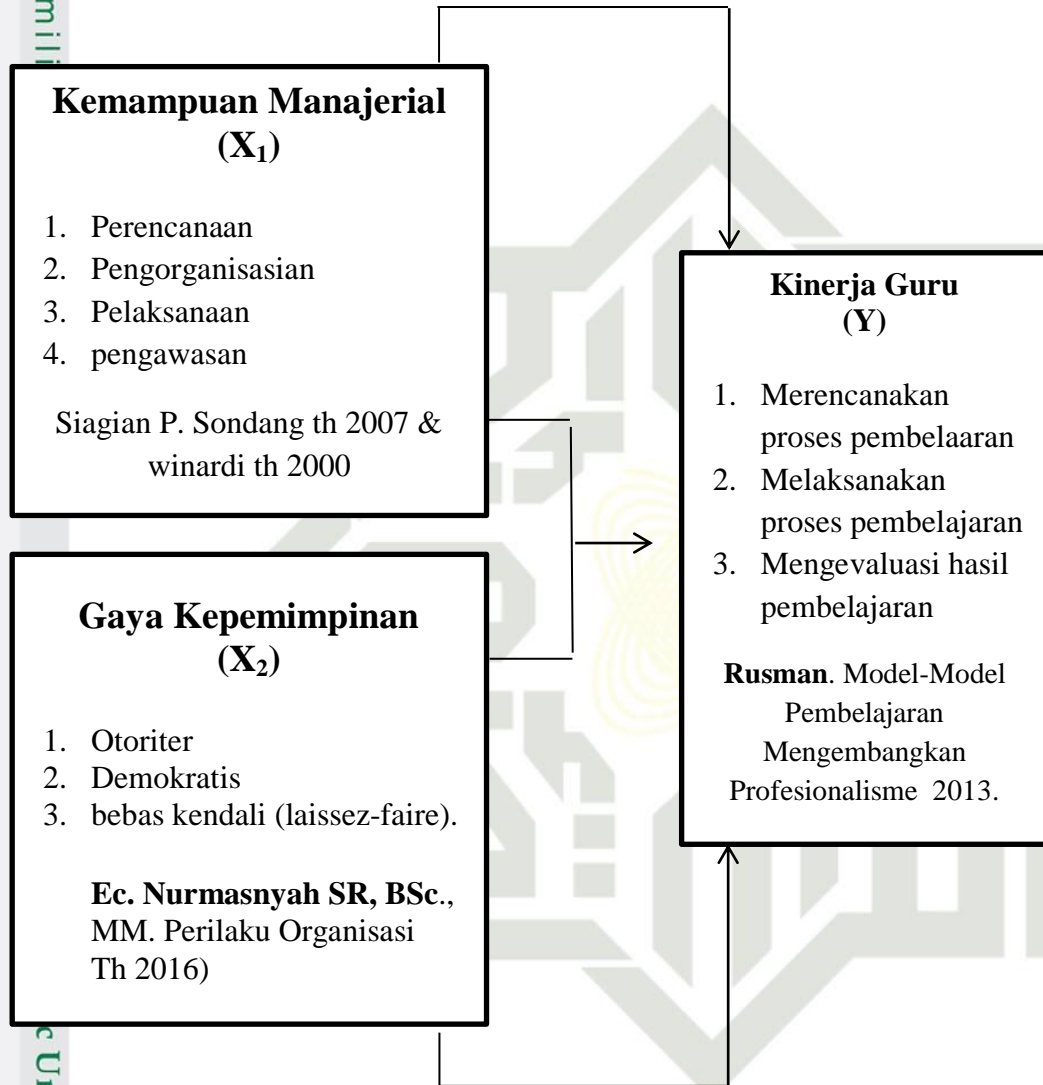 mili
Kemampuan Manajerial
(X₁)
1. Perencanaan
2. Pengorganisasian
3. Pelaksanaan
4. pengawasan
Siagian P. Sondang th 2007 &
winardi th 2000
Gaya Kepemimpinan
(X₂)
1. Otoriter
2. Demokratis
3. bebas kendali (laissez-faire).
Ec. Nurmasnyah SR, BSc.,
MM. Perilaku Organisasi
Th 2016)
Kinerja Guru
(Y)
1. Merencanakan
proses pembelaaran
2. Melaksanakan
proses pembelajaran
3. Mengevaluasi hasil
pembelajaran
Rusman. Model-Model
Pembelajaran
Mengembangkan
Profesionalisme 2013.
c Un